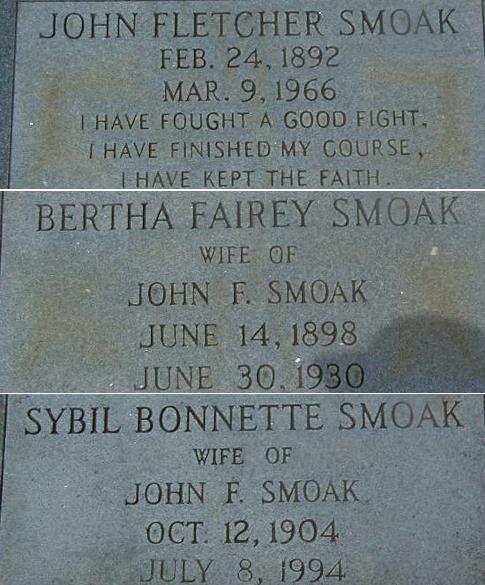 JOHN FLETCHER SMOAK
FEB. 24, 1892
MAR. 9, 1966
I HAVE FOUGHT A GOOD FIGHT,
I HAVE FINISHED MY COURSE,
I HAVE KEPT THE FAITH.
BERTHA FAIREY SMOAK
WIFE OF
JOHN F. SMOAK
JUNE 14, 1898
JUNE 30, 1930
SYBIL BONNETTE SMOAK
WIFE OF
JOHN F. SMOAK
OCT. 12, 1904
JULY 8, 1994